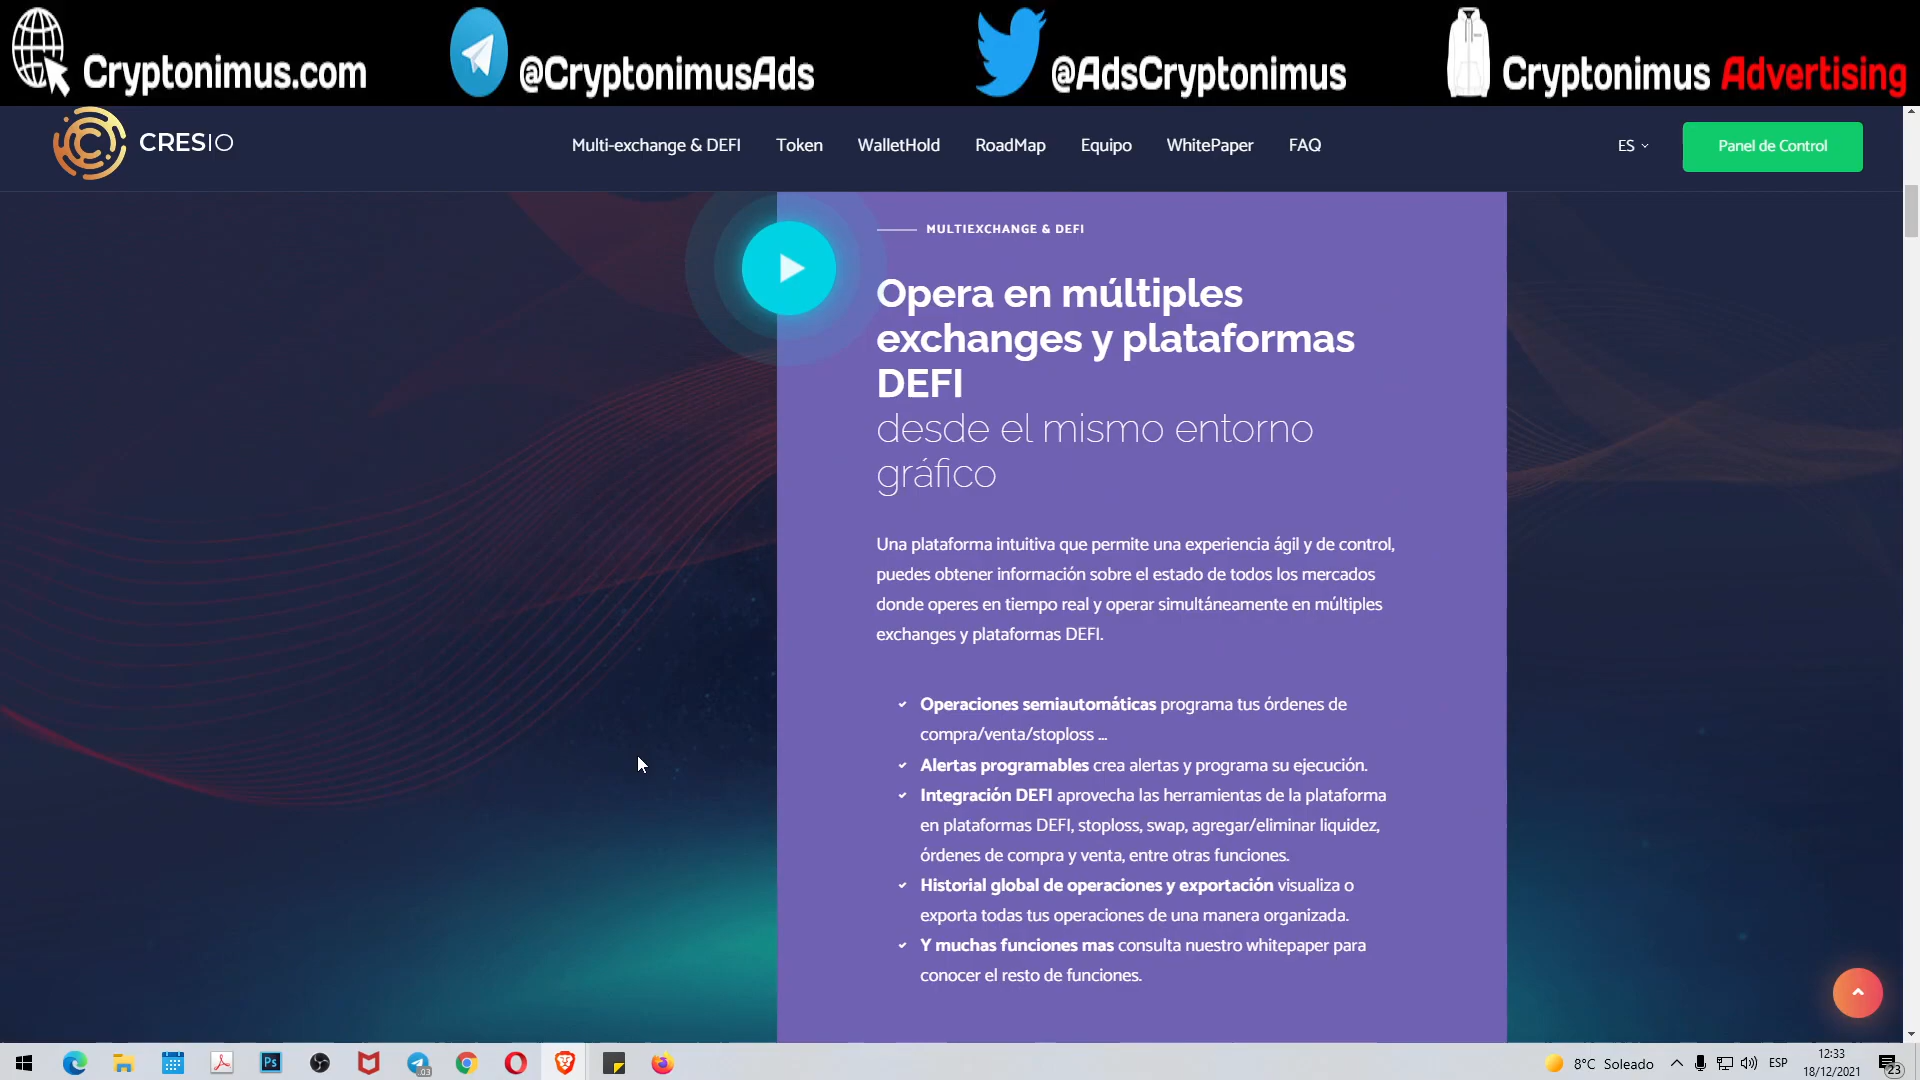 Cryptonimus.com
@CryptonimusAds
@AdsCryptonimus
Cryptonimus Advertising
CRESIO
Multi-exchange & DEFI
Token
WalletHold
RoadMap
Equipo
WhitePaper
FAQ
ES
Panel de Control
MULTIEXCHANGE & DEFI
Opera en múltiples
exchanges y plataformas
DEFI
desde el mismo entorno
gráfico
Una plataforma intuitiva que permite una experiencia ágil y de control,
puedes obtener información sobre el estado de todos los mercados
donde operes en tiempo real y operar simultáneamente en múltiples
exchanges y plataformas DEFI.
Operaciones semiautomáticas programa tus órdenes de
compra/venta/stoploss ...
Alertas programables crea alertas y programa su ejecución.
Integración DEFI aprovecha las herramientas de la plataforma
en plataformas DEFI, stoploss, swap, agregar/eliminar liquidez,
órdenes de compra y venta, entre otras funciones.
Historial global de operaciones y exportación visualiza o
exporta todas tus operaciones de una manera organizada.
Y muchas funciones mas consulta nuestro whitepaper para
conocer el resto de funciones.
Ps
03
8°C Soleado
ESP
12:33
18/12/2021
23